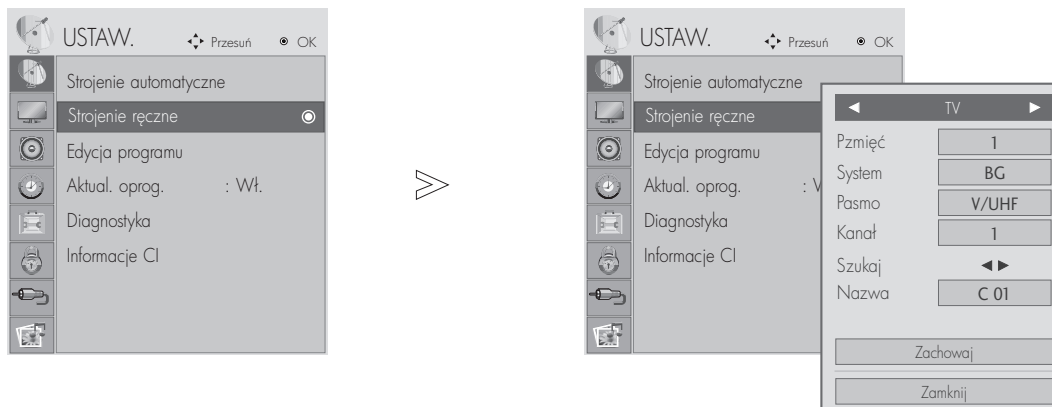 USTAW. Przesuń OK
Strojenie automatyczne
Strojenie ręczne
Edycja programu
Aktual. oprog. : Wł.
Diagnostyka
Informacje CI
USTAW. Przesuń OK
Strojenie automatyczne
Strojenie ręczne
Edycja programu
Aktual. oprog. :
Diagnostyka
Informacje CI
◄ TV ►
Pzmięć 1
System BG
Pasmo V/UHF
Kanał 1
Szukaj ◄►
Nazwa C 01
Zachowaj
Zamknij